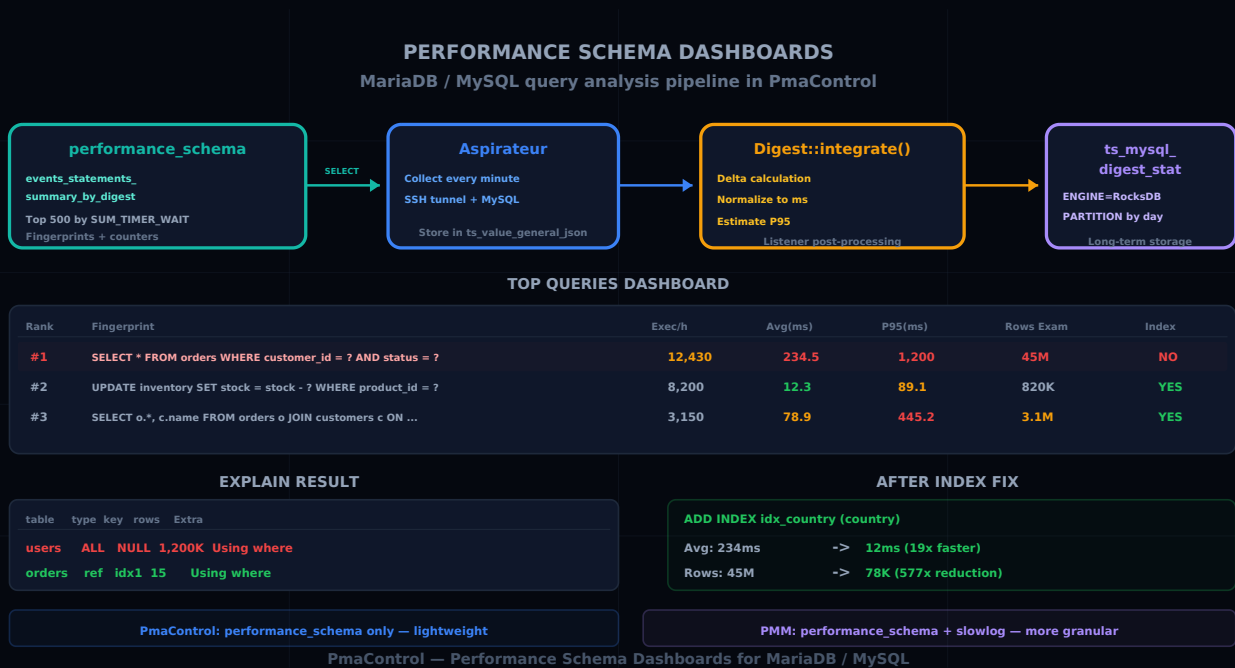 PERFORMANCE SCHEMA DASHBOARDS
MariaDB / MySQL query analysis pipeline in PmaControl
performance_schema
events_statements_
summary_by_digest
Top 500 by SUM_TIMER_WAIT
Fingerprints + counters
SELECT
Aspirateur
Collect every minute
SSH tunnel + MySQL
Store in ts_value_general_json
Digest::integrate()
Delta calculation
Normalize to ms
Estimate P95
Listener post-processing
ts_mysql_
digest_stat
ENGINE=RocksDB
PARTITION by day
Long-term storage
TOP QUERIES DASHBOARD
Rank Fingerprint Exec/h Avg(ms) P95(ms) Rows Exam Index
#1 SELECT * FROM orders WHERE customer_id = ? AND status = ? 12,430 234.5 1,200 45M NO
#2 UPDATE inventory SET stock = stock - ? WHERE product_id = ? 8,200 12.3 89.1 820K YES
#3 SELECT o.*, c.name FROM orders o JOIN customers c ON ... 3,150 78.9 445.2 3.1M YES
EXPLAIN RESULT
table type key rows Extra
users ALL NULL 1,200K Using where
orders ref idx1 15 Using where
AFTER INDEX FIX
ADD INDEX idx_country (country)
Avg: 234ms -> 12ms (19x faster)
Rows: 45M -> 78K (577x reduction)
PmaControl: performance_schema only — lightweight
PMM: performance_schema + slowlog — more granular
PmaControl — Performance Schema Dashboards for MariaDB / MySQL